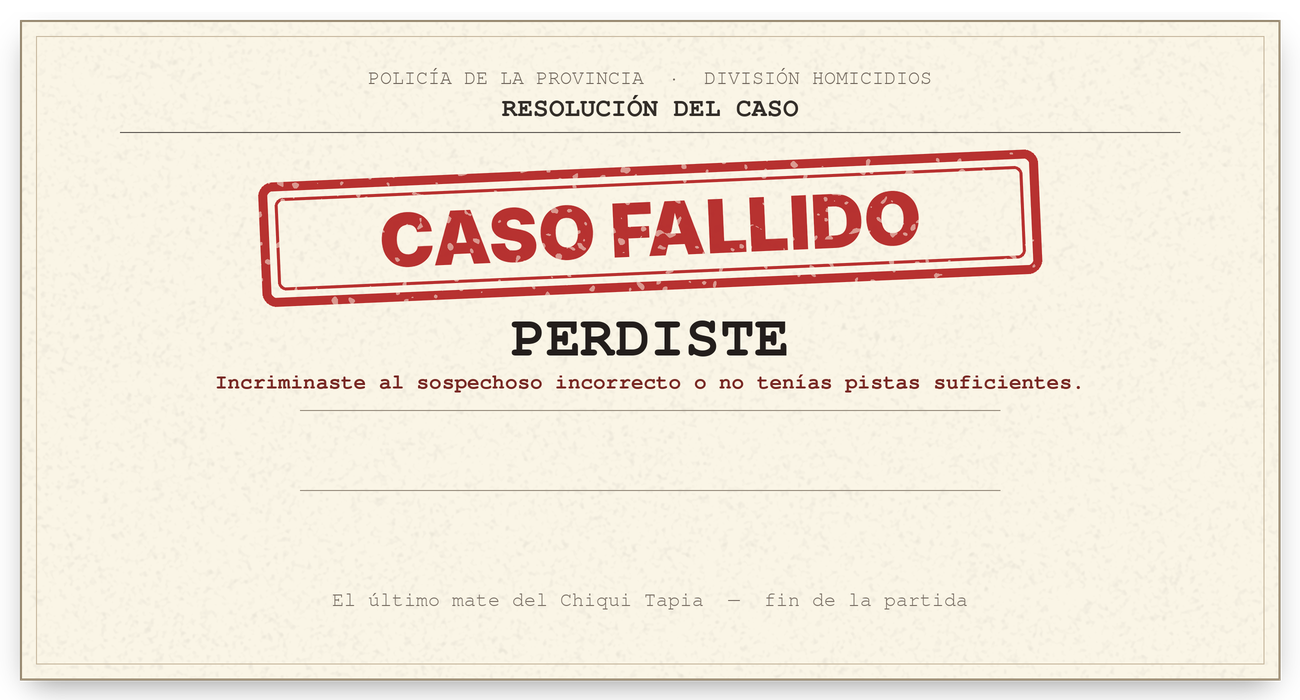 POLICÍA DE LA PROVINCIA · DIVISIÓN HOMICIDIOS
RESOLUCIÓN DEL CASO
CASO FALLIDO
PERDISTE
Incriminaste al sospechoso incorrecto o no tenías pistas suficientes.
El último mate del Chiqui Tapia — fin de la partida